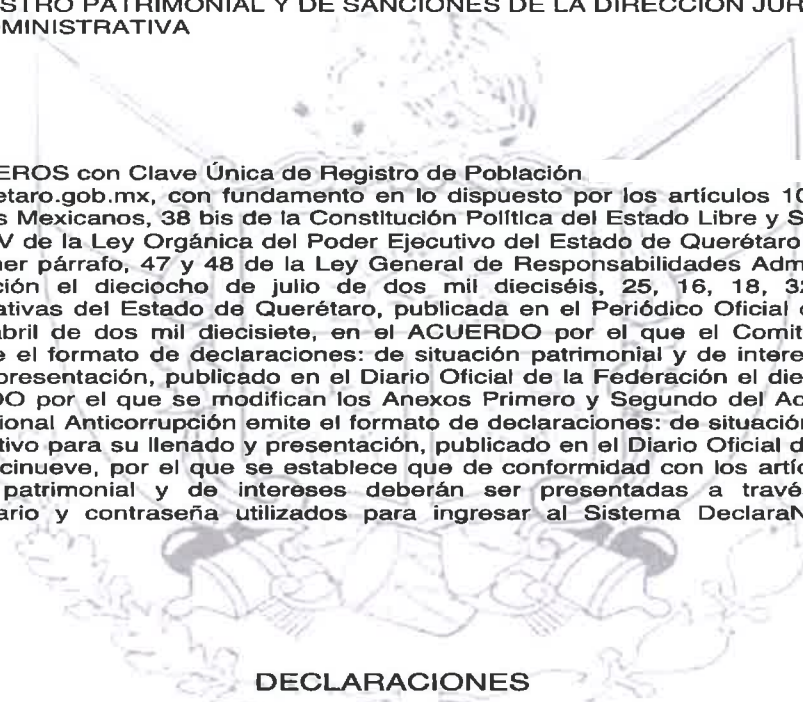 STRO PATRIMONIAL Y DE SANCIONES DE LA DIRECCIÓN JUR
MINISTRATIVA
EROS con Clave Única de Registro de Población
etaro.gob.mx, con fundamento en lo dispuesto por los artículos 10
s Mexicanos, 38 bis de la Constitución Política del Estado Libre y S
V de la Ley Orgánica del Poder Ejecutivo del Estado de Querétaro
ner párrafo, 47 y 48 de la Ley General de Responsabilidades Adm
ción el dieciocho de julio de dos mil dieciséis, 25, 16, 18, 32
ativas del Estado de Querétaro, publicada en el Periódico Oficial d
abril de dos mil diecisiete, en el ACUERDO por el que el Comit
e el formato de declaraciones: de situación patrimonial y de intere
presentación, publicado en el Diario Oficial de la Federación el die
DO por el que se modifican los Anexos Primero y Segundo del Ac
ional Anticorrupción emite el formato de declaraciones: de situación
tivo para su llenado y presentación, publicado en el Diario Oficial d
cinueve, por el que se establece que de conformidad con los artíc
patrimonial y de intereses deberán ser presentadas a travé
ario y contraseña utilizados para ingresar al Sistema DeclaraN
DECLARACIONES